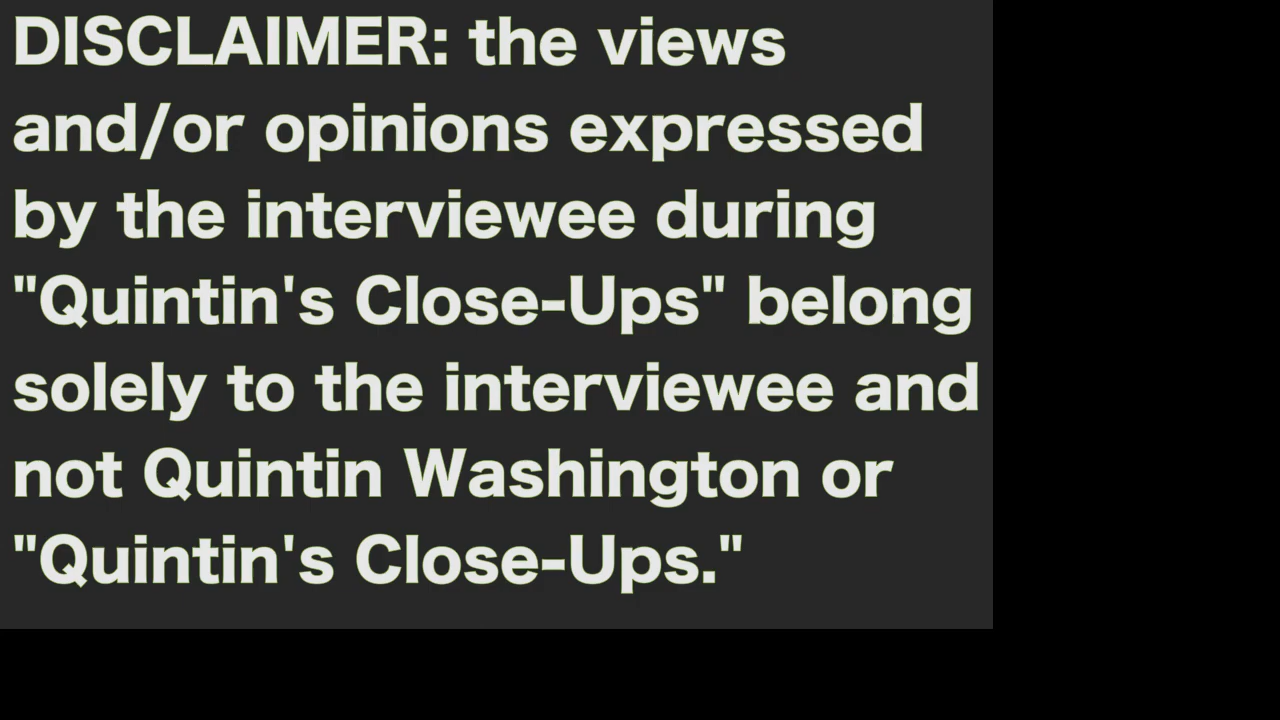 DISCLAIMER: the views
and/or opinions expressed
by the interviewee during
"Quintin's Close-Ups" belong
solely to the interviewee and
not Quintin Washington or
"Quintin's Close-Ups."